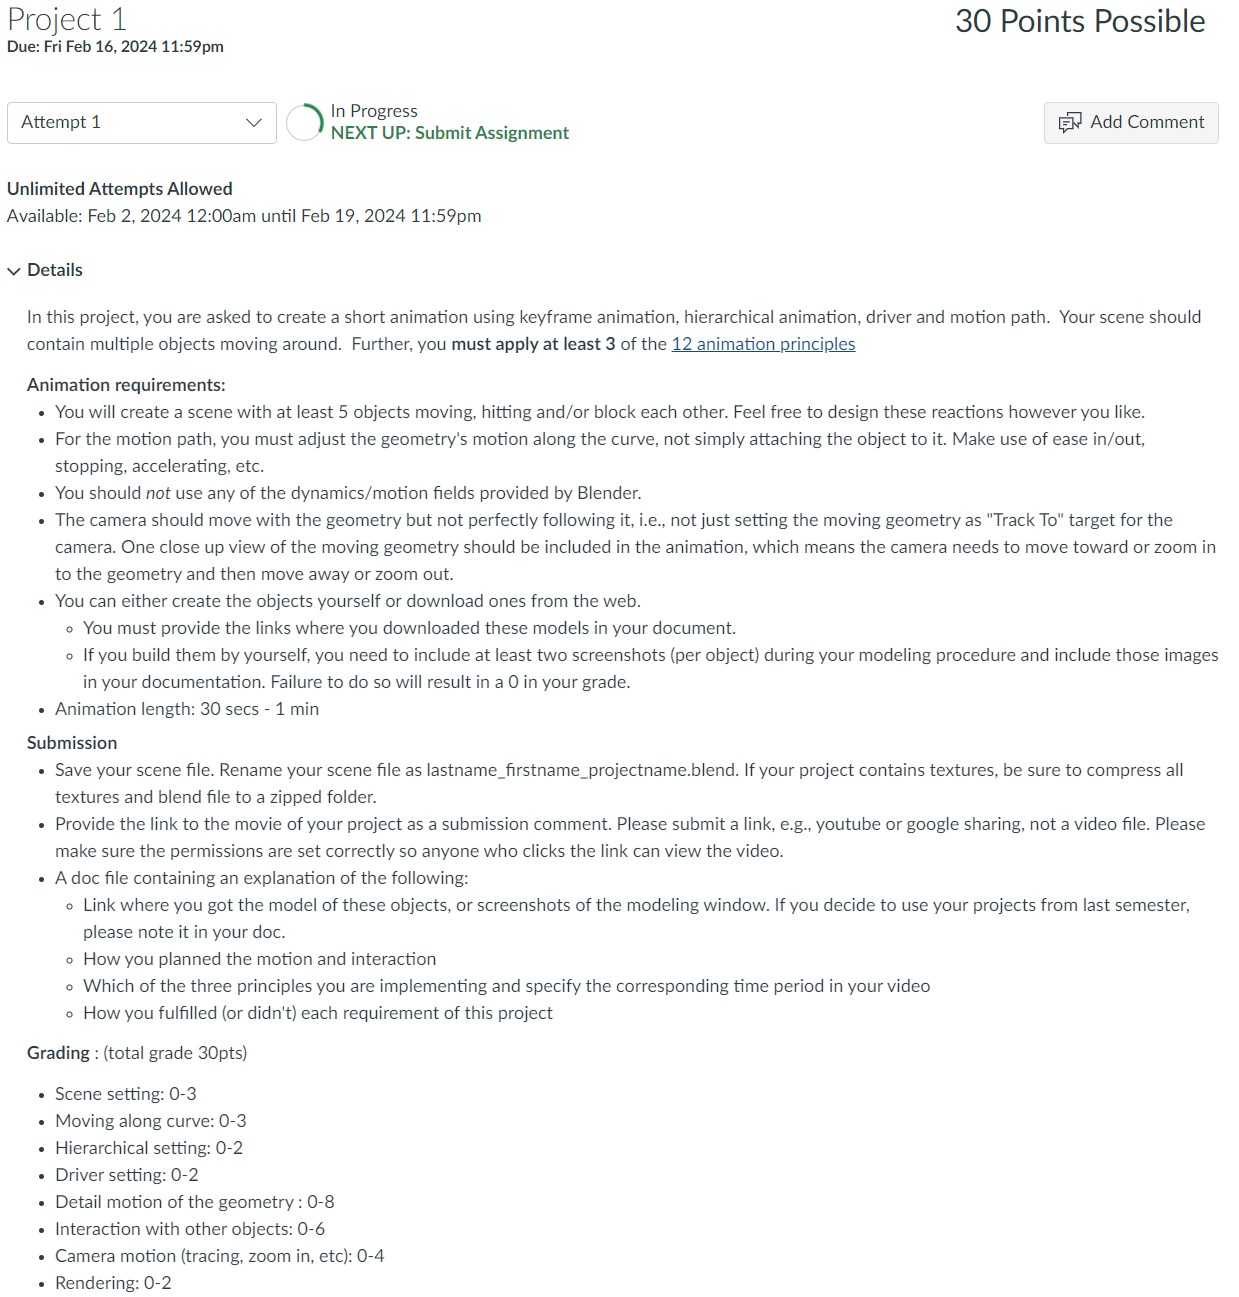 Project 1
30 Points Possible
Due: Fri Feb 16, 2024 11:59pm
Attempt 1
In Progress
NEXT UP: Submit Assignment
Add Comment
Unlimited Attempts Allowed
Available: Feb 2, 2024 12:00am until Feb 19, 2024 11:59pm
Details
In this project, you are asked to create a short animation using keyframe animation, hierarchical animation, driver and motion path.  Your scene should
contain multiple objects moving around.  Further, you must apply at least 3 of the 12 animation principles
Animation requirements:
• You will create a scene with at least 5 objects moving, hitting and/or block each other. Feel free to design these reactions however you like.
• For the motion path, you must adjust the geometry's motion along the curve, not simply attaching the object to it. Make use of ease in/out,
stopping, accelerating, etc.
• You should not use any of the dynamics/motion fields provided by Blender.
• The camera should move with the geometry but not perfectly following it, i.e., not just setting the moving geometry as "Track To" target for the
camera. One close up view of the moving geometry should be included in the animation, which means the camera needs to move toward or zoom in
to the geometry and then move away or zoom out.
• You can either create the objects yourself or download ones from the web.
◦ You must provide the links where you downloaded these models in your document.
◦ If you build them by yourself, you need to include at least two screenshots (per object) during your modeling procedure and include those images
in your documentation. Failure to do so will result in a 0 in your grade.
• Animation length: 30 secs - 1 min
Submission
• Save your scene file. Rename your scene file as lastname_firstname_projectname.blend. If your project contains textures, be sure to compress all
textures and blend file to a zipped folder.
• Provide the link to the movie of your project as a submission comment. Please submit a link, e.g., youtube or google sharing, not a video file. Please
make sure the permissions are set correctly so anyone who clicks the link can view the video.
• A doc file containing an explanation of the following:
◦ Link where you got the model of these objects, or screenshots of the modeling window. If you decide to use your projects from last semester,
please note it in your doc.
◦ How you planned the motion and interaction
◦ Which of the three principles you are implementing and specify the corresponding time period in your video
◦ How you fulfilled (or didn't) each requirement of this project
Grading : (total grade 30pts)
• Scene setting: 0-3
• Moving along curve: 0-3
• Hierarchical setting: 0-2
• Driver setting: 0-2
• Detail motion of the geometry : 0-8
• Interaction with other objects: 0-6
• Camera motion (tracing, zoom in, etc): 0-4
• Rendering: 0-2